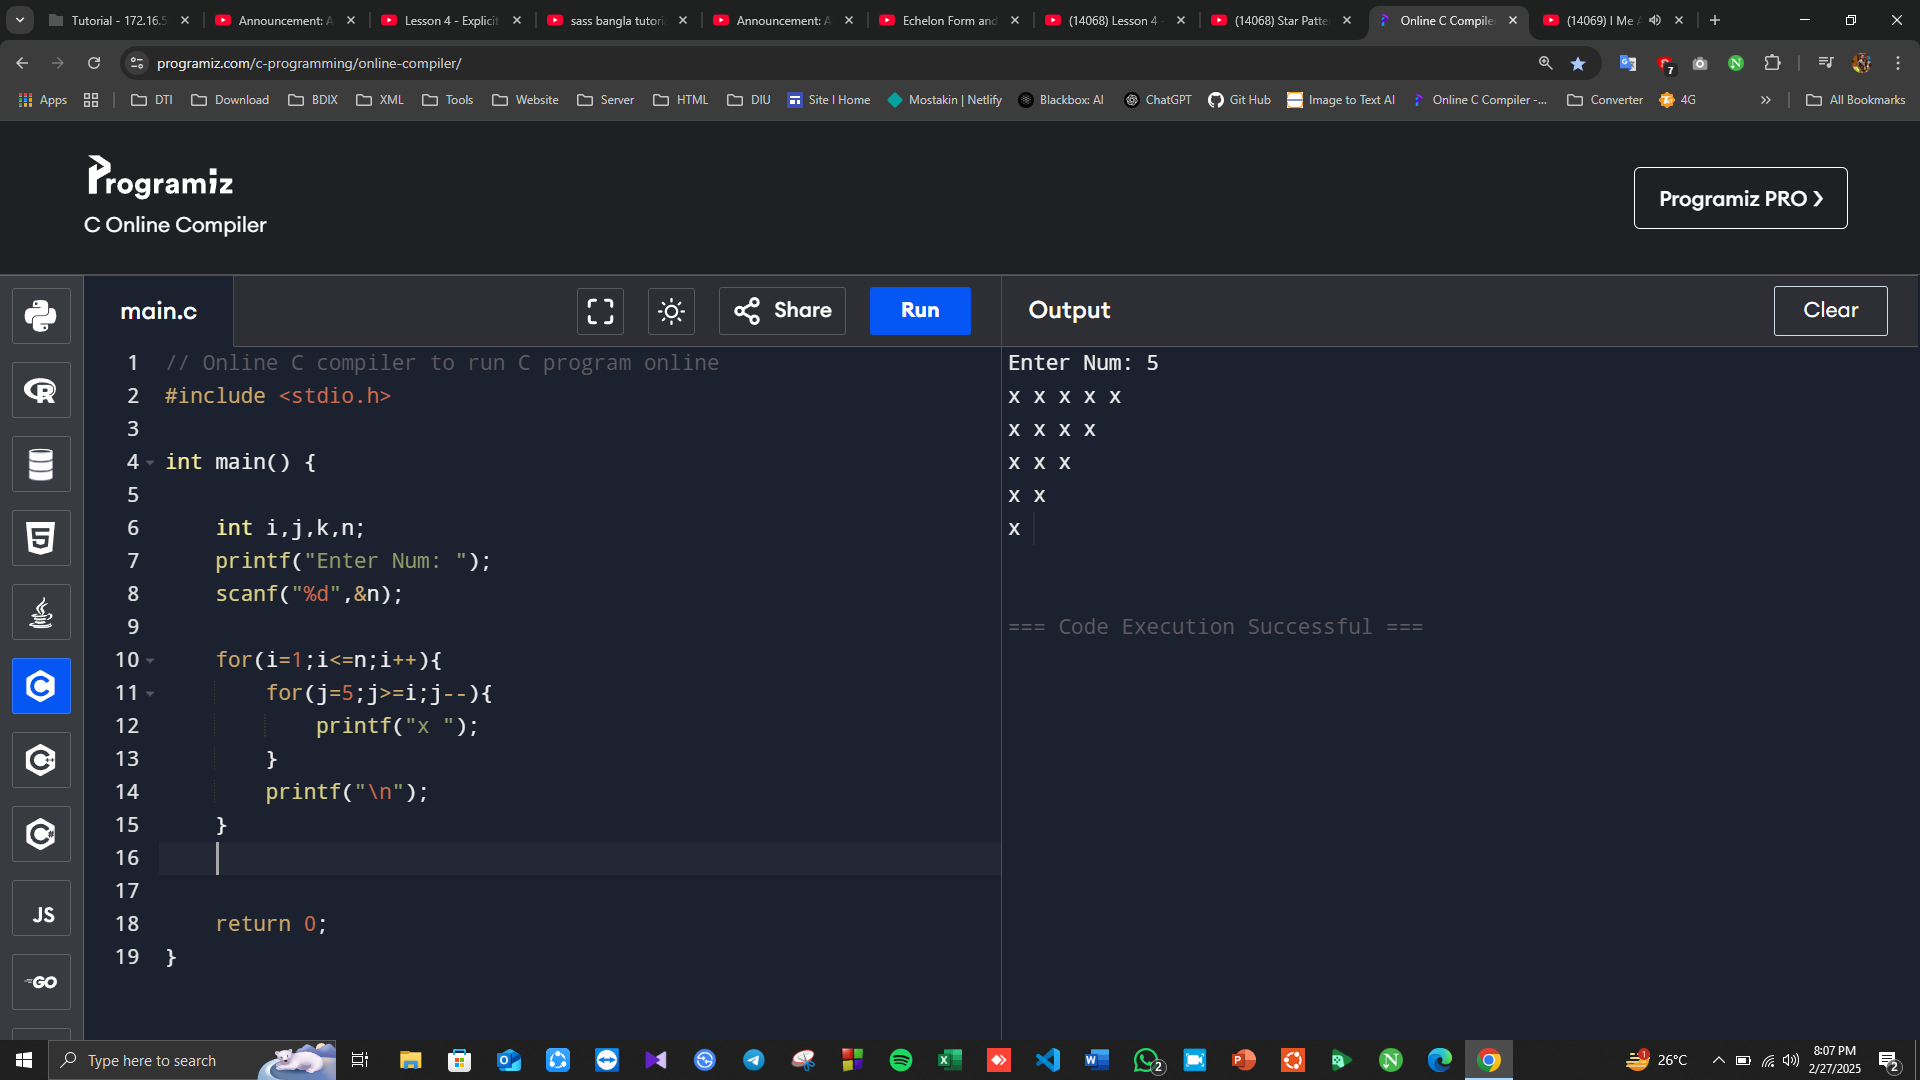 Tutorial - 172.16.5
Announcement: A
Lesson 4 - Explicit
sass bangla tutori
Announcement: A
Echelon Form and
(14068) Lesson 4 -
(14068) Star Patte
Online C Compile
(14069) I Me A
programiz.com/c-programming/online-compiler/
7
Apps
DTI
Download
BDIX
XML
Tools
Website
Server
HTML
DIU
Site I Home
Mostakin | Netlify
Blackbox: AI
ChatGPT
Git Hub
Image to Text AI
Online C Compiler -...
Converter
4G
All Bookmarks
Programiz
C Online Compiler
Programiz PRO
main.c
Share
Run
Output
Clear
1 // Online C compiler to run C program online
2 #include <stdio.h>
3
4 int main() {
5
6 int i,j,k,n;
7 printf("Enter Num: ");
8 scanf("%d",&n);
9
10 for(i=1;i<=n;i++){
11 for(j=5;j>=i;j--){
12 printf("x ");
13 }
14 printf("\n");
15 }
16
17
18 return 0;
19 }
Enter Num: 5
x x x x x
x x x x
x x x
x x
x
=== Code Execution Successful ===
JS
GO
Type here to search
2
1
26°C
8:07 PM
2/27/2025
2